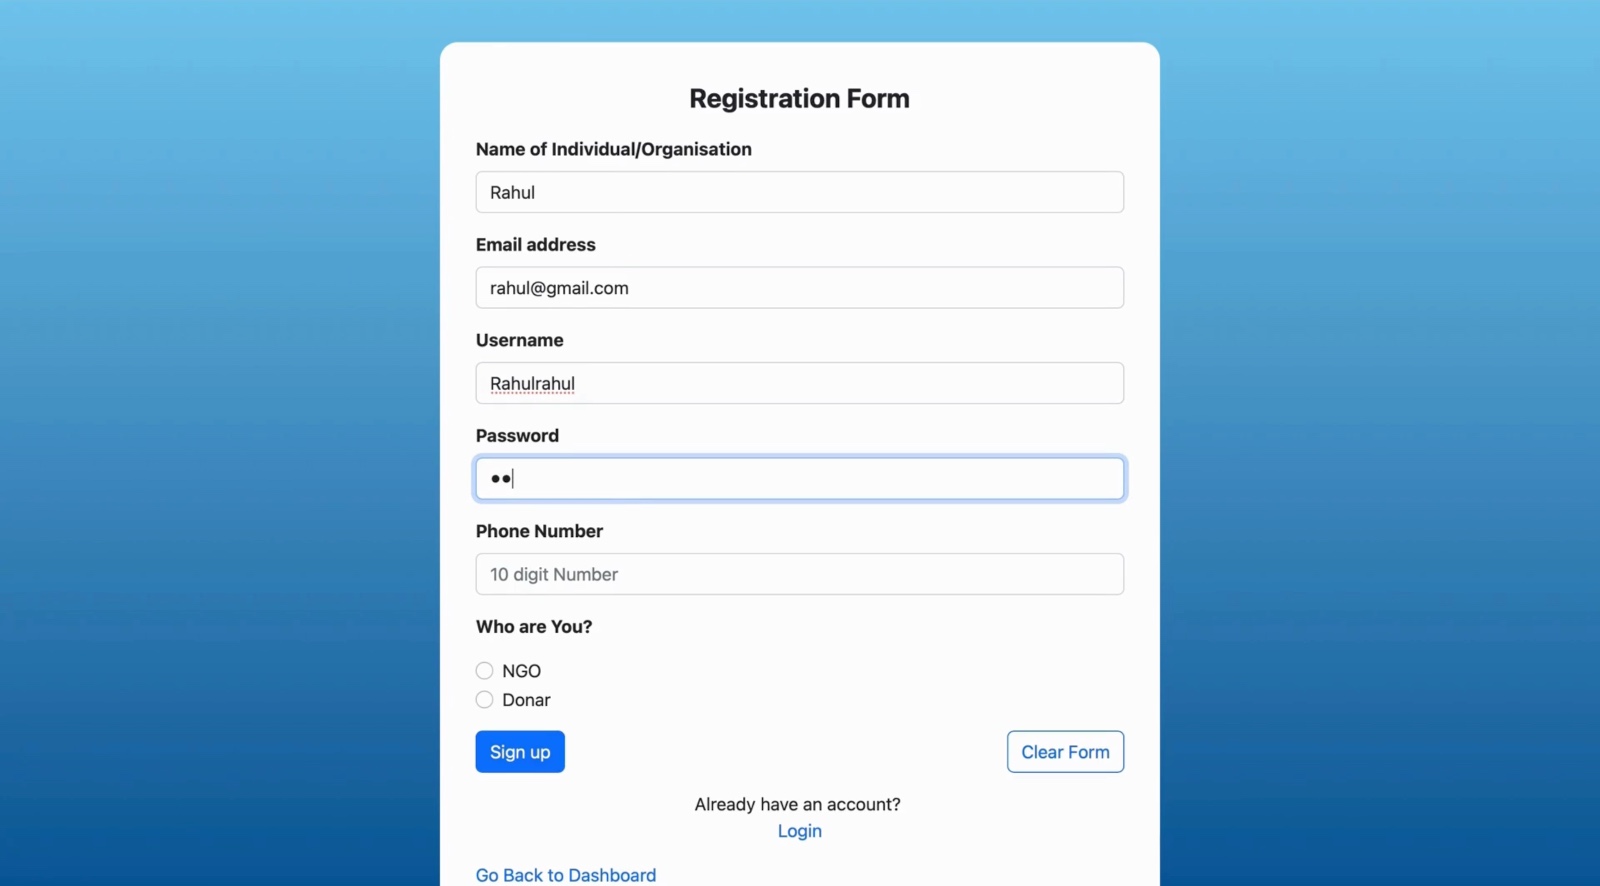 Registration Form
Name of Individual/Organisation
Rahul
Email address
rahul@gmail.com
Username
Rahulrahul
Password
••
Phone Number
10 digit Number
Who are You?
NGO
Donar
Sign up
Clear Form
Already have an account?
Login
Go Back to Dashboard